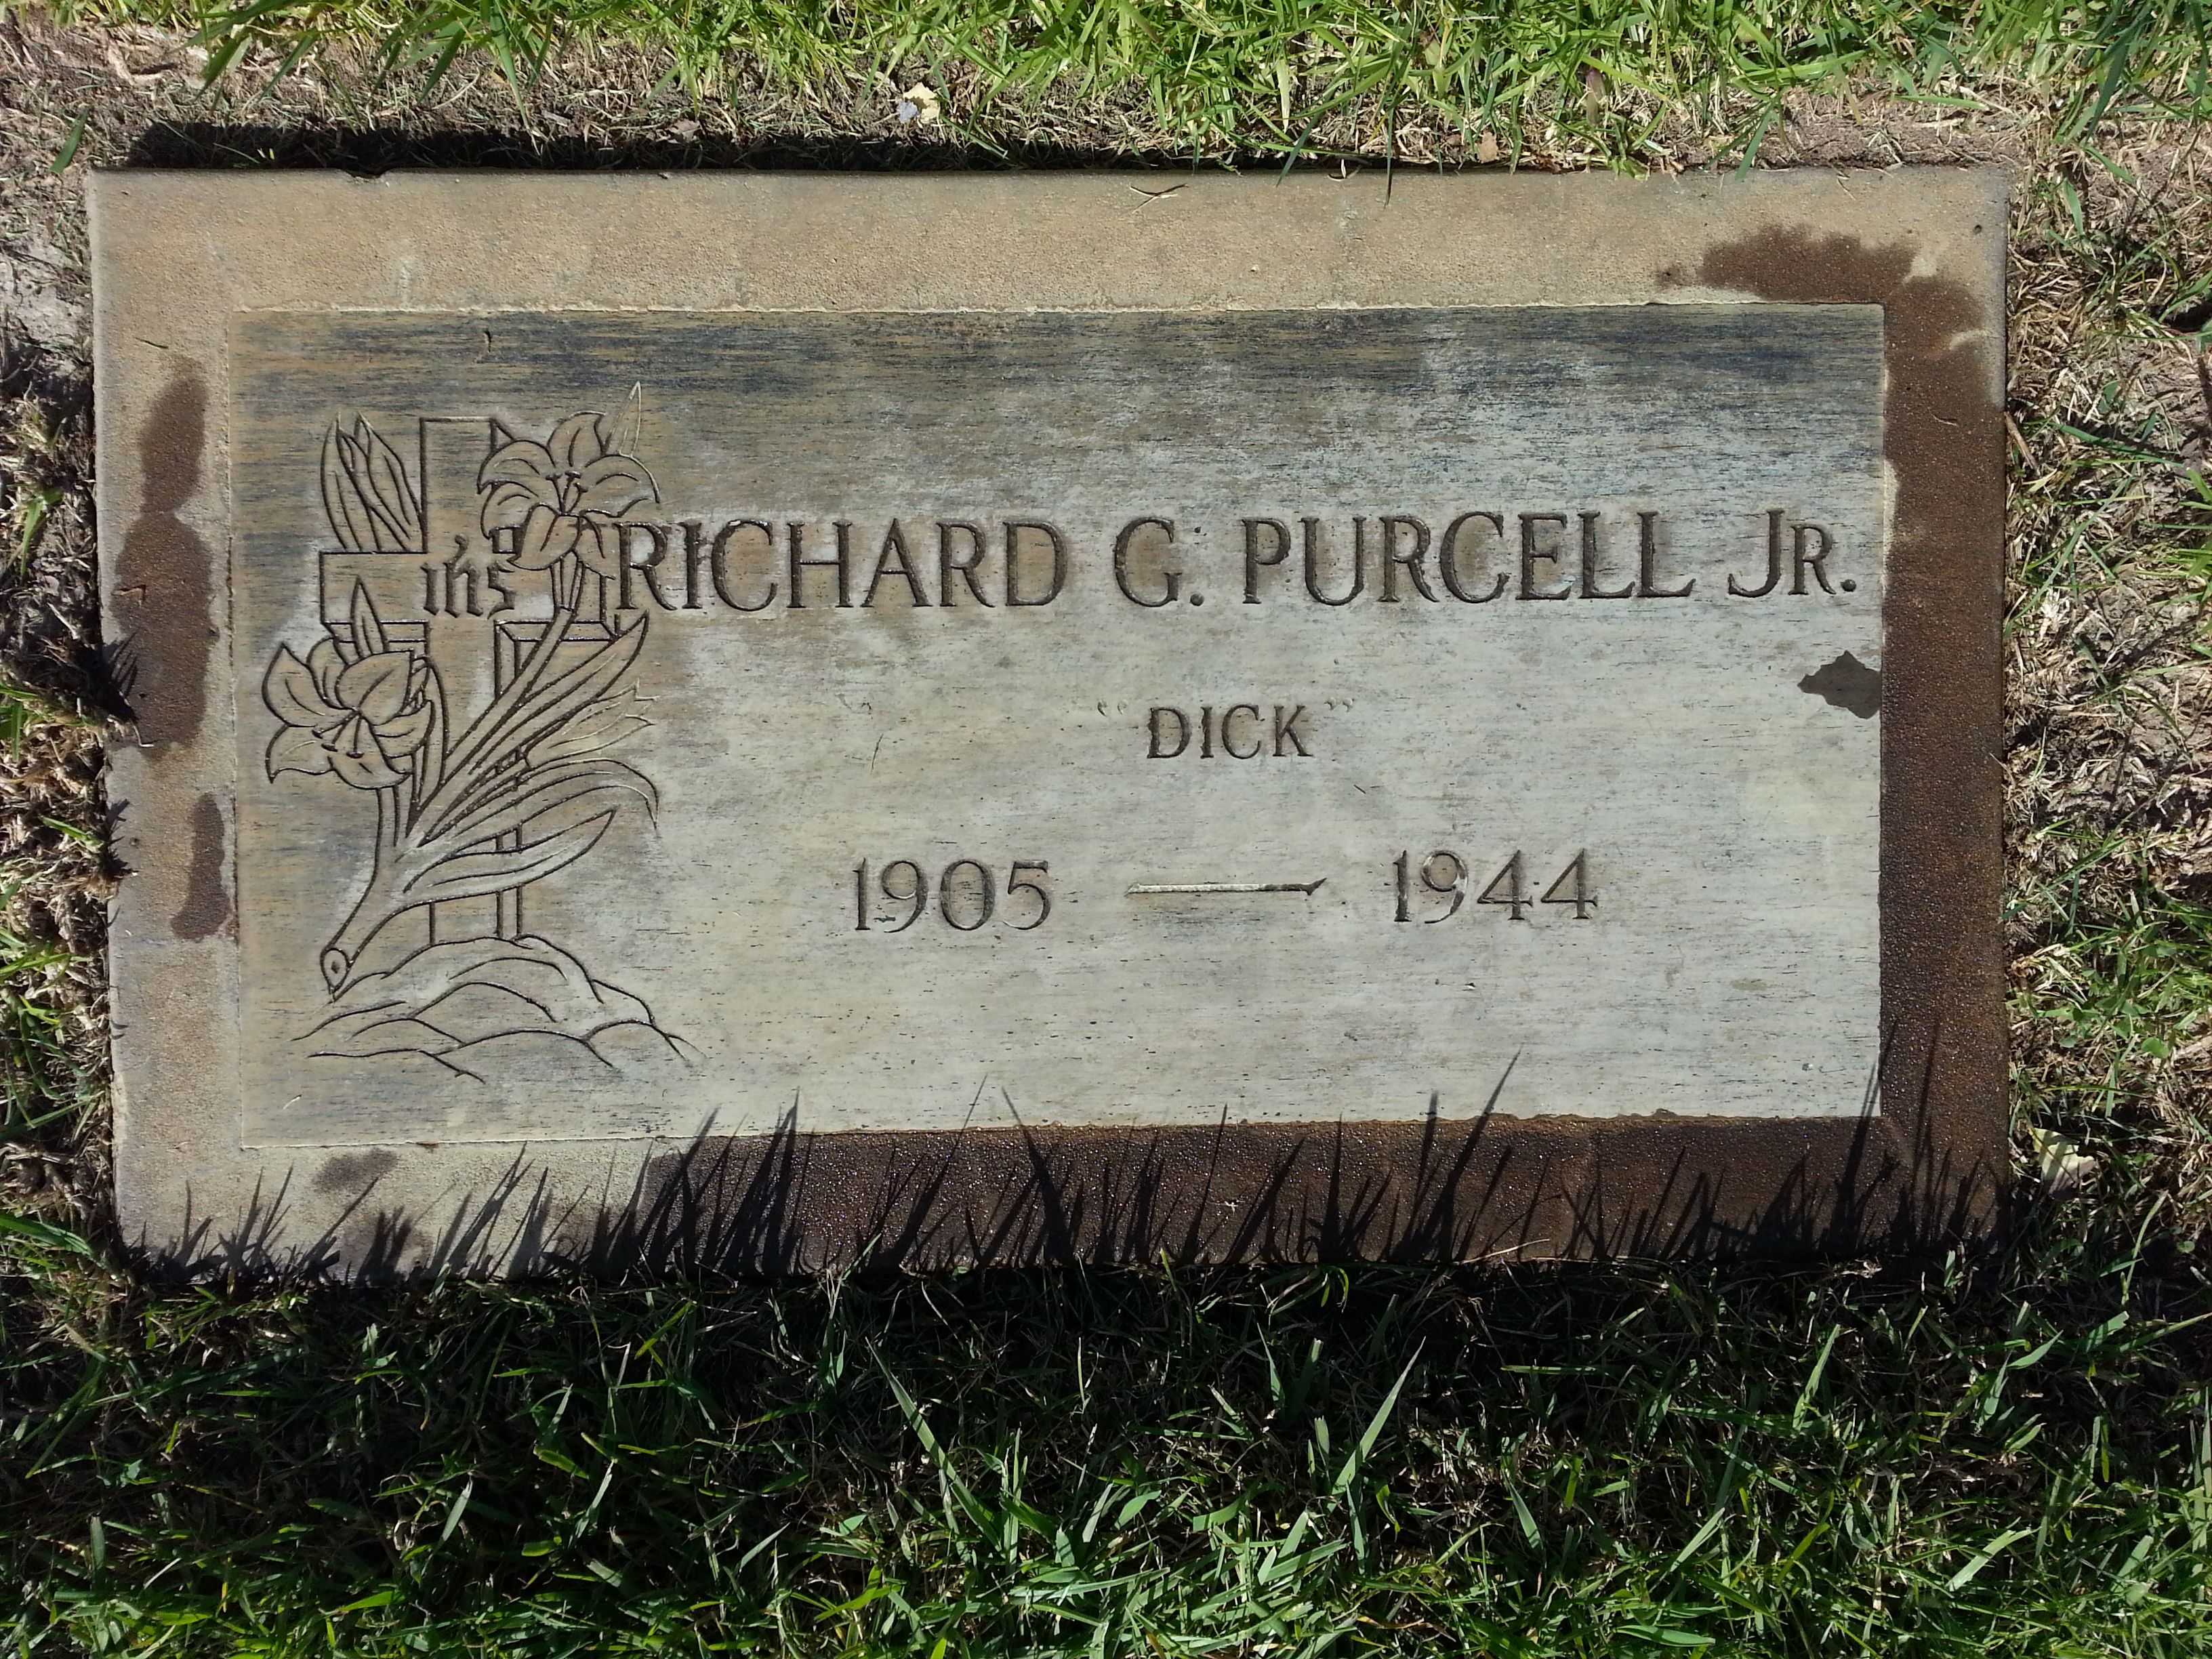 ihs
RICHARD G. PURCELL JR.
"DICK"
1905 — 1944